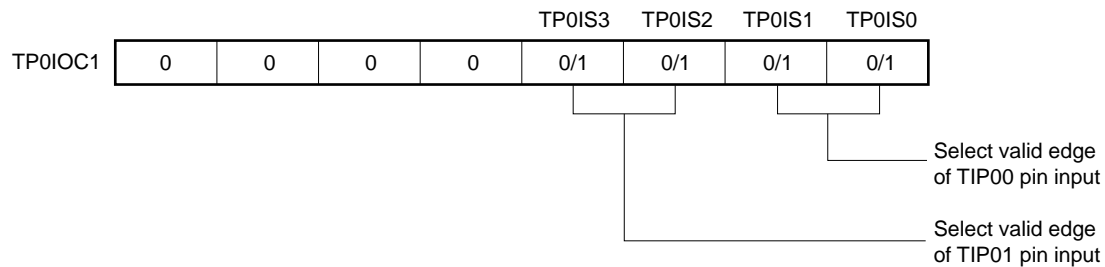 TP0IS3 TP0IS2 TP0IS1 TP0IS0
TP0IOC1 0 0 0 0 0/1 0/1 0/1 0/1
Select valid edge
of TIP00 pin input
Select valid edge
of TIP01 pin input